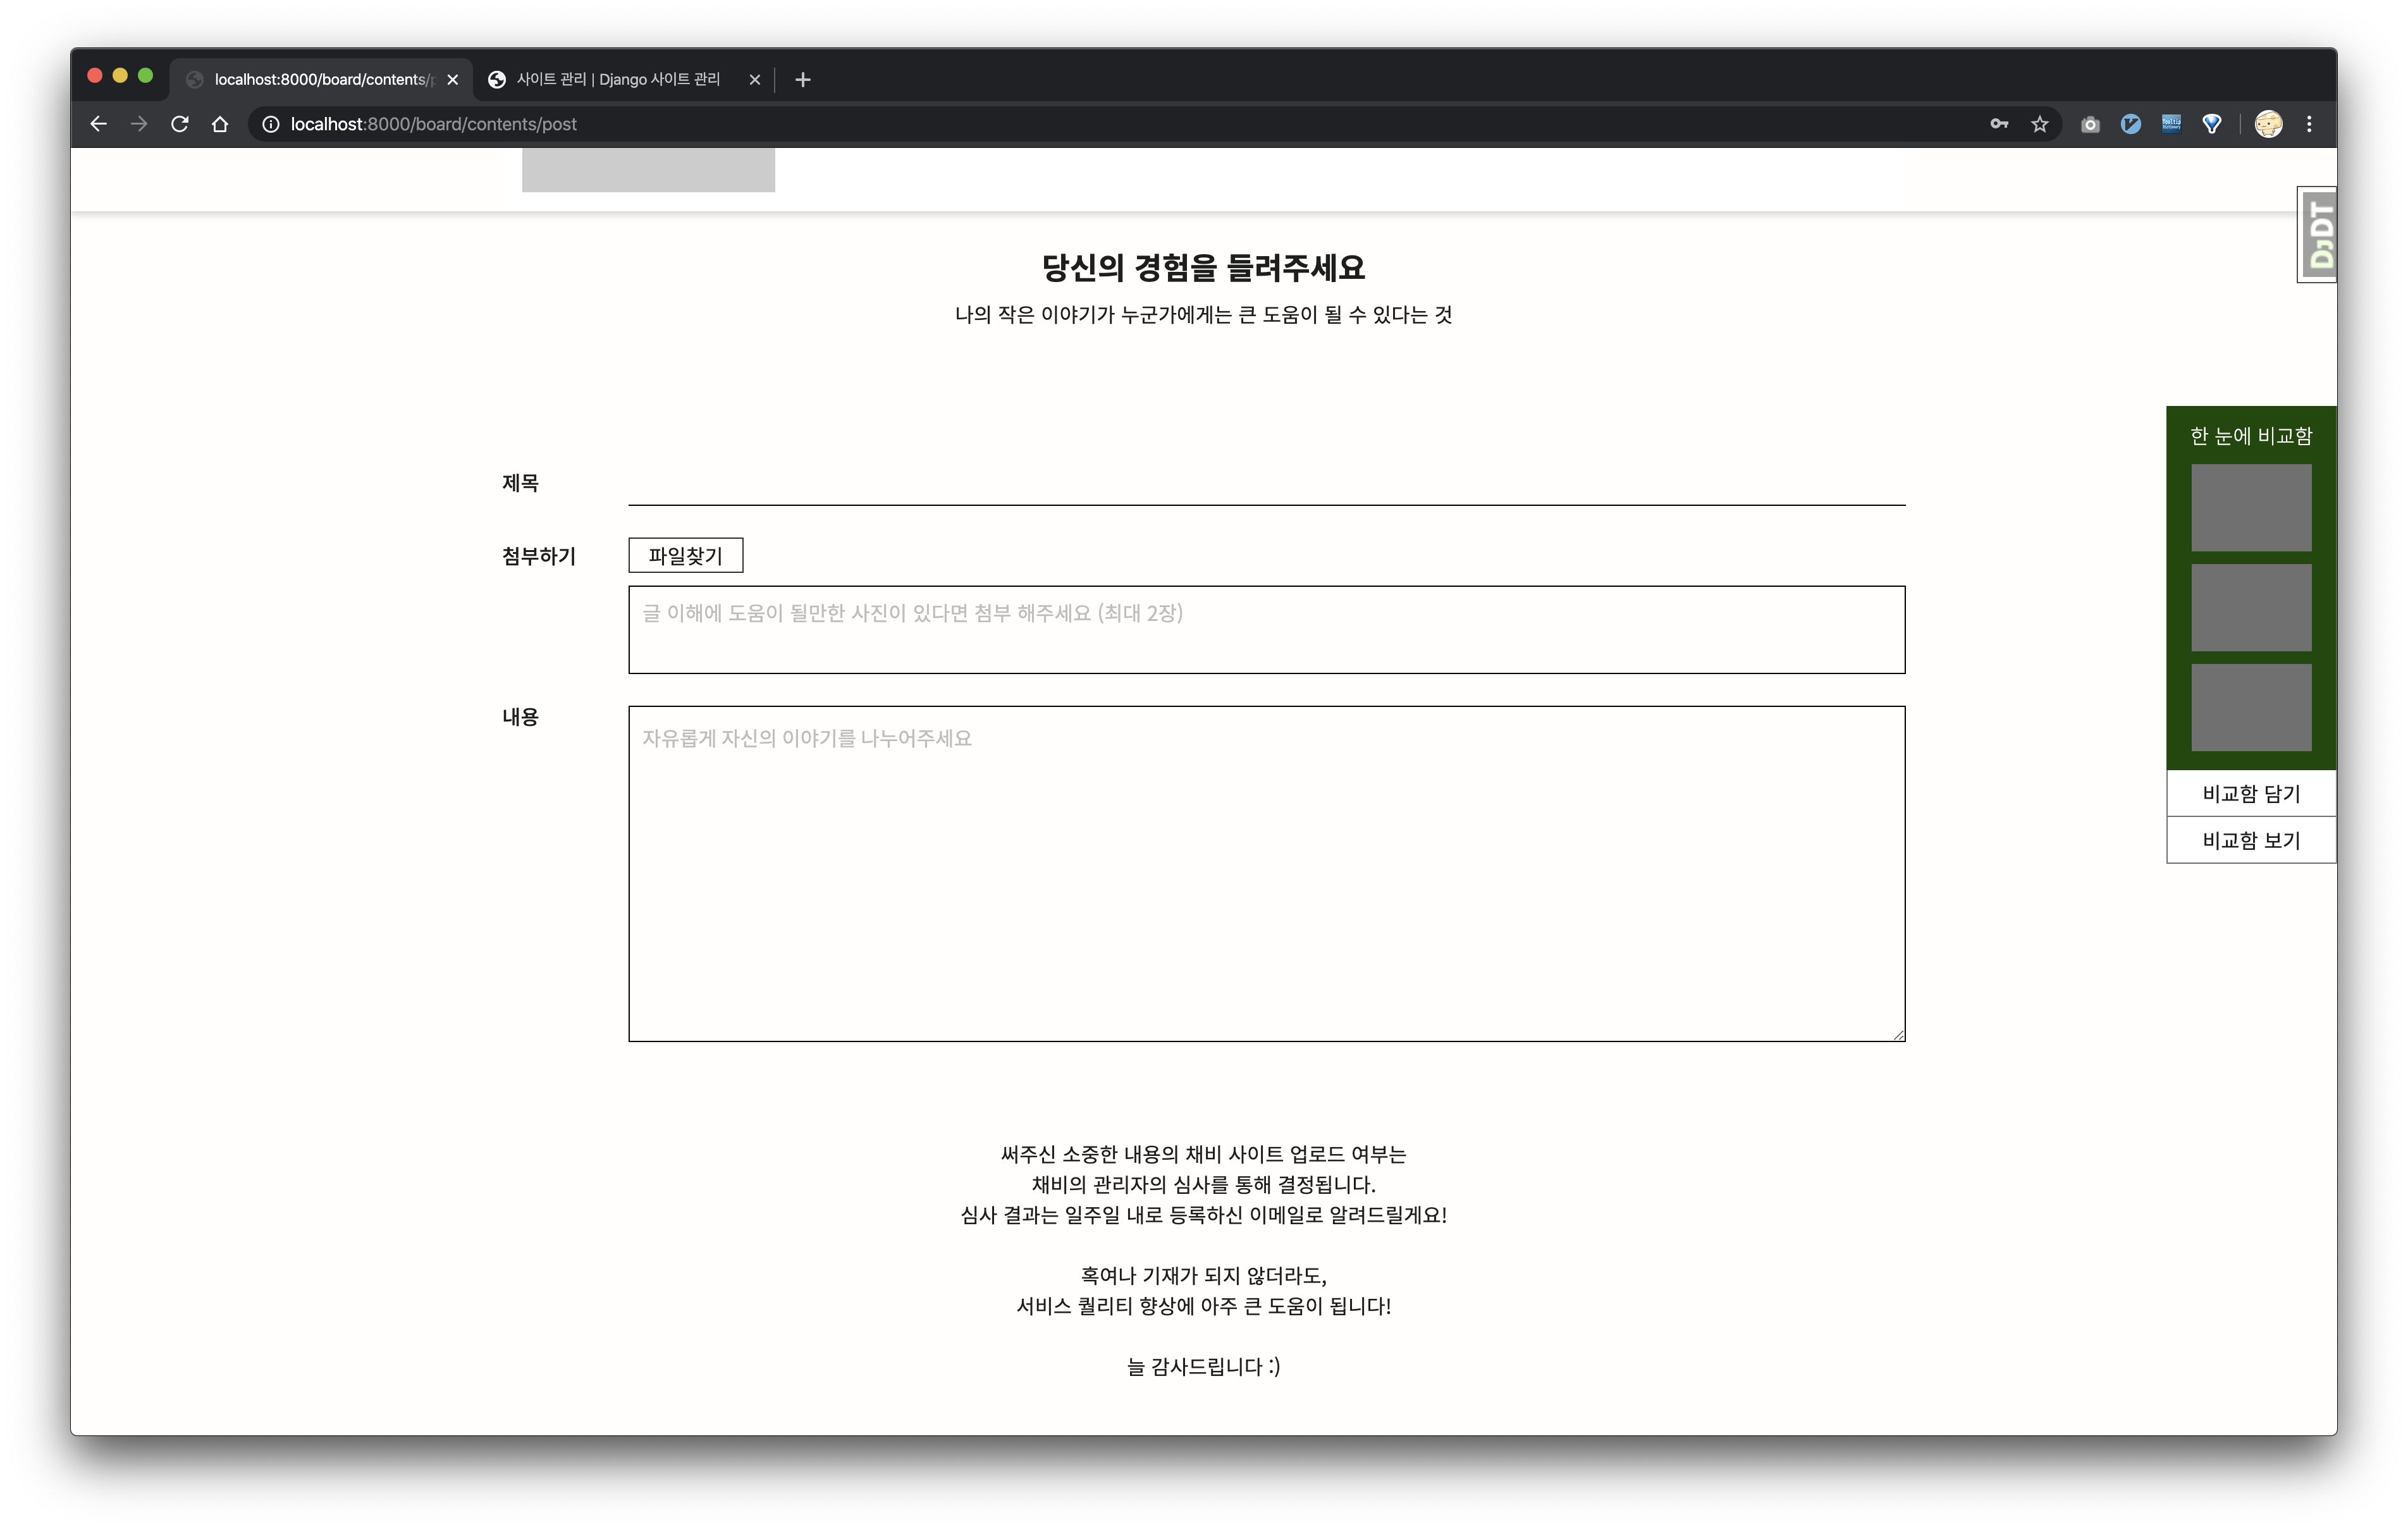 localhost:8000/board/contents/p
사이트 관리 | Django 사이트 관리
localhost:8000/board/contents/post
DJDT
당신의 경험을 들려주세요
나의 작은 이야기가 누군가에게는 큰 도움이 될 수 있다는 것
한 눈에 비교함
제목
첨부하기
파일찾기
글 이해에 도움이 될만한 사진이 있다면 첨부 해주세요 (최대 2장)
내용
자유롭게 자신의 이야기를 나누어주세요
비교함 담기
비교함 보기
써주신 소중한 내용의 채비 사이트 업로드 여부는
채비의 관리자의 심사를 통해 결정됩니다.
심사 결과는 일주일 내로 등록하신 이메일로 알려드릴게요!
혹여나 기재가 되지 않더라도,
서비스 퀄리티 향상에 아주 큰 도움이 됩니다!
늘 감사드립니다 :)